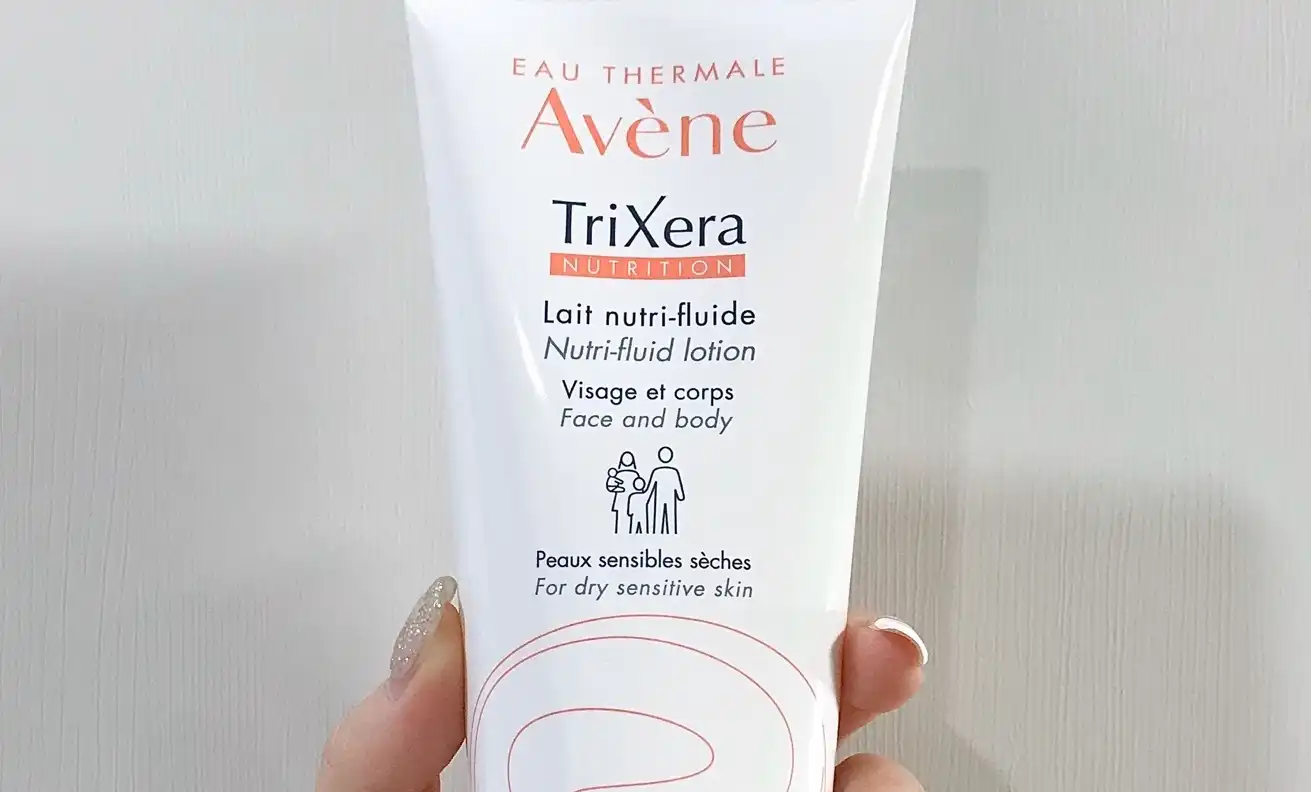 EAU THERMALE
Avène
TriXera
NUTRITION
Lait nutri-fluide
Nutri-fluid lotion
Visage et corps
Face and body
Peaux sensibles sèches
For dry sensitive skin